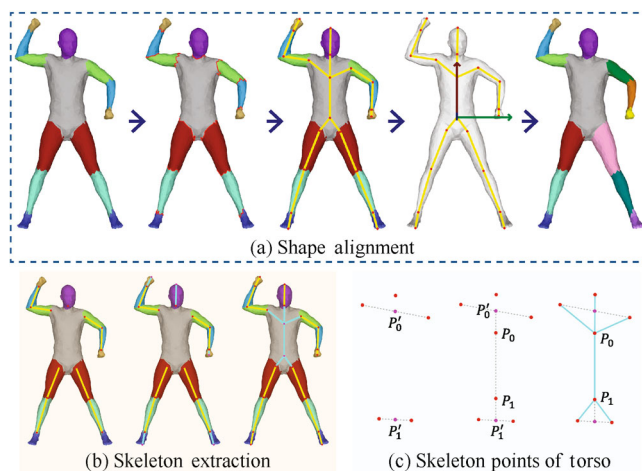 (a) Shape alignment
P′₀
P′₁
P′₀
P₀
P₁
P′₁
P₀
P₁
(b) Skeleton extraction
(c) Skeleton points of torso